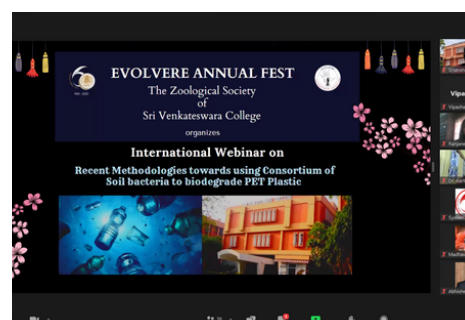 EVOLVERE ANNUAL FEST
The Zoological Society
of
Sri Venkateswara College
organizes
International Webinar on
Recent Methodologies towards using Consortium of
Soil bacteria to biodegrade PET Plastic
Vipa